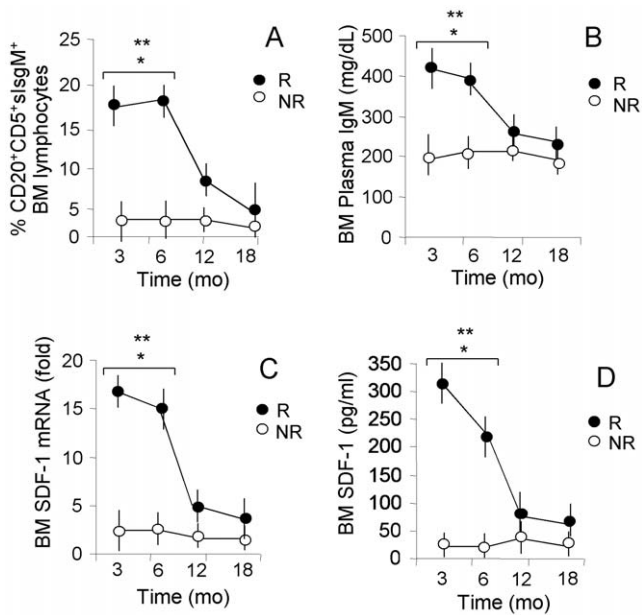 A
% CD20+CD5+sIsgM+
BM lymphocytes
25
20
15
10
5
0
**
*
R
NR
3 6 12 18
Time (mo)
B
BM Plasma IgM (mg/dL)
500
400
300
200
100
0
**
*
R
NR
3 6 12 18
Time (mo)
C
BM SDF-1 mRNA (fold)
20
15
10
5
0
**
*
R
NR
3 6 12 18
Time (mo)
D
BM SDF-1 (pg/ml)
350
300
250
200
150
100
50
0
**
*
R
NR
3 6 12 18
Time (mo)